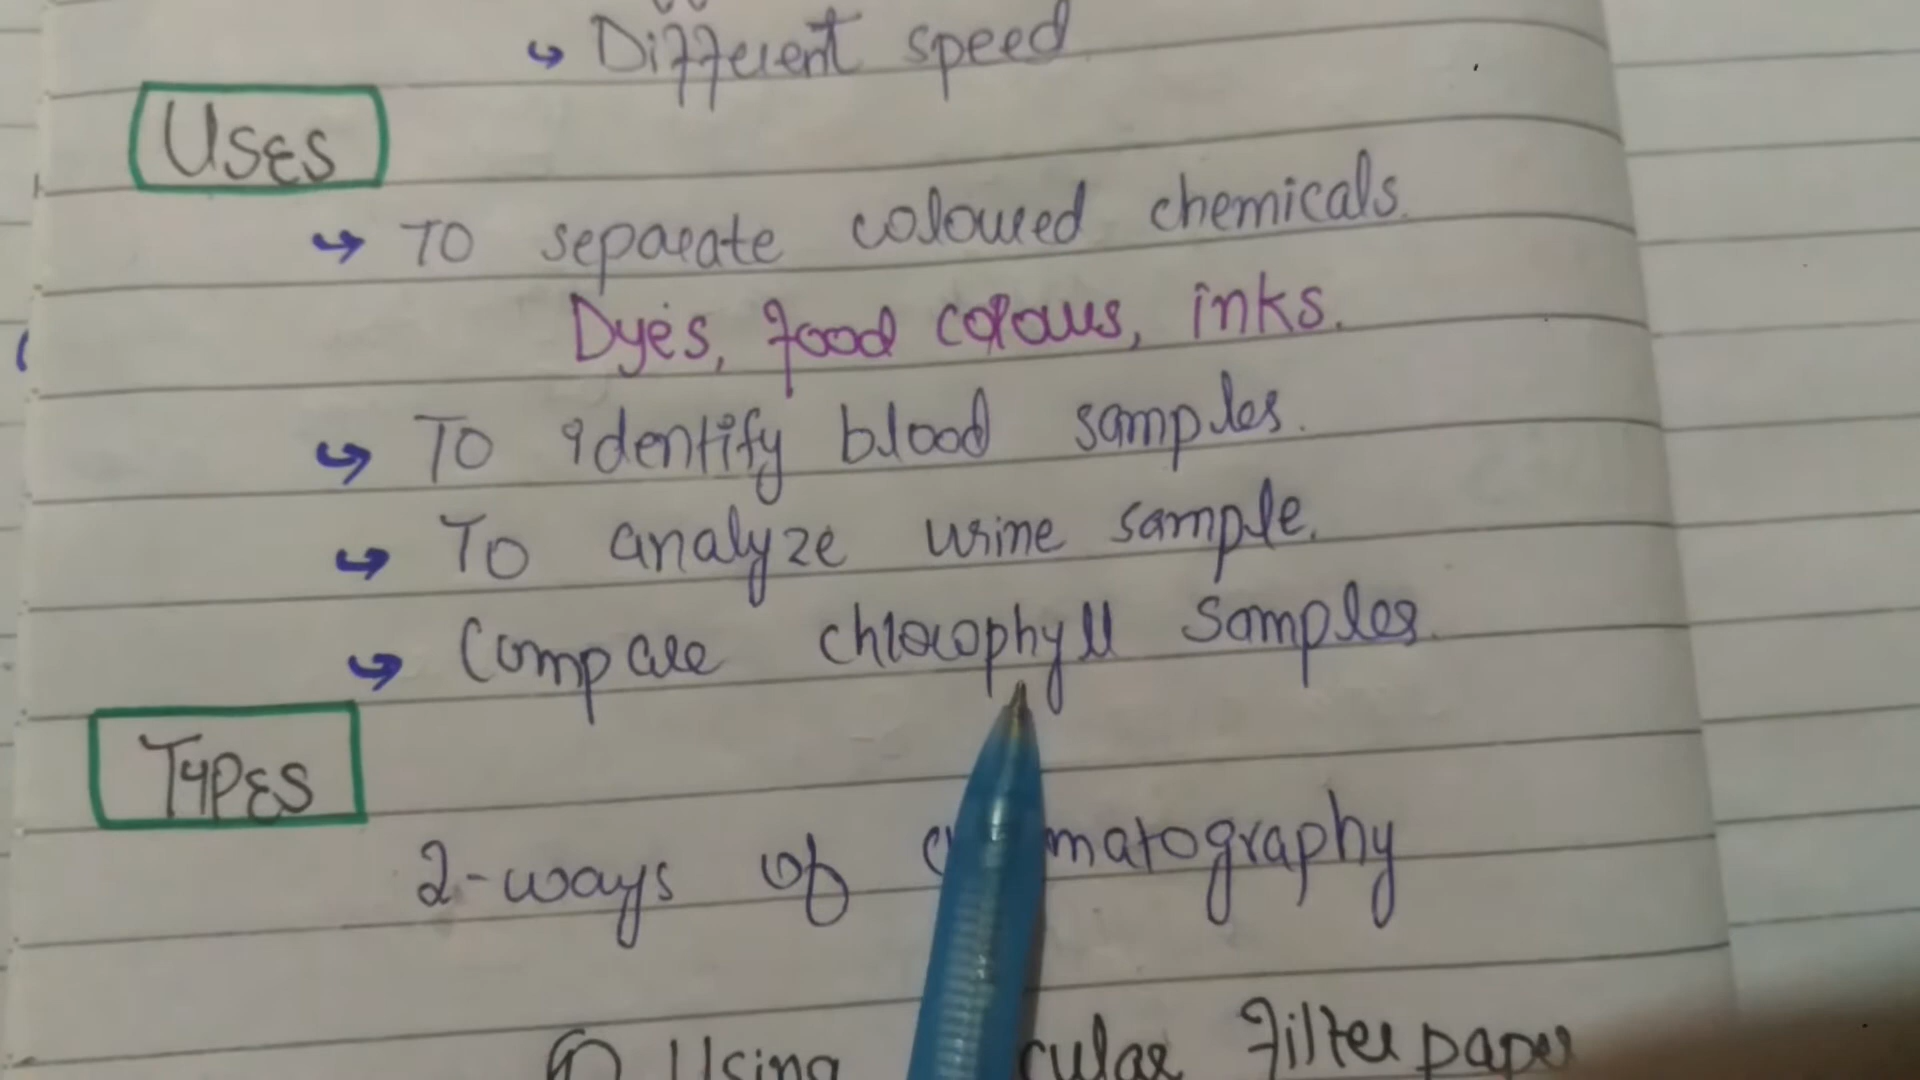 ↪ Different speed
USES
↪ To separate coloured chemicals.
Dyes, food colours, inks.
↪ To identify blood samples.
↪ To analyze urine sample.
↪ Compare chlorophyll samples.
TYPES
2-ways of matography
① Using cular filter paper